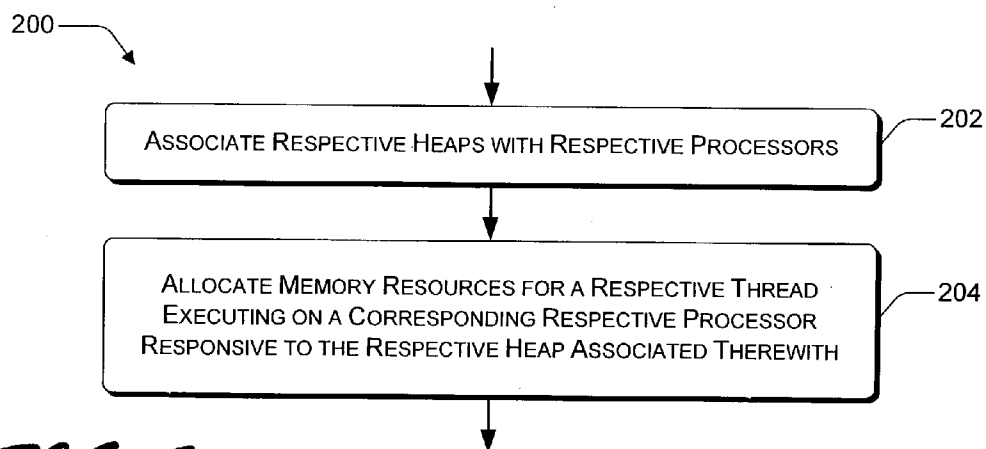 200
ASSOCIATE RESPECTIVE HEAPS WITH RESPECTIVE PROCESSORS
202
ALLOCATE MEMORY RESOURCES FOR A RESPECTIVE THREAD
EXECUTING ON A CORRESPONDING RESPECTIVE PROCESSOR
RESPONSIVE TO THE RESPECTIVE HEAP ASSOCIATED THEREWITH
204